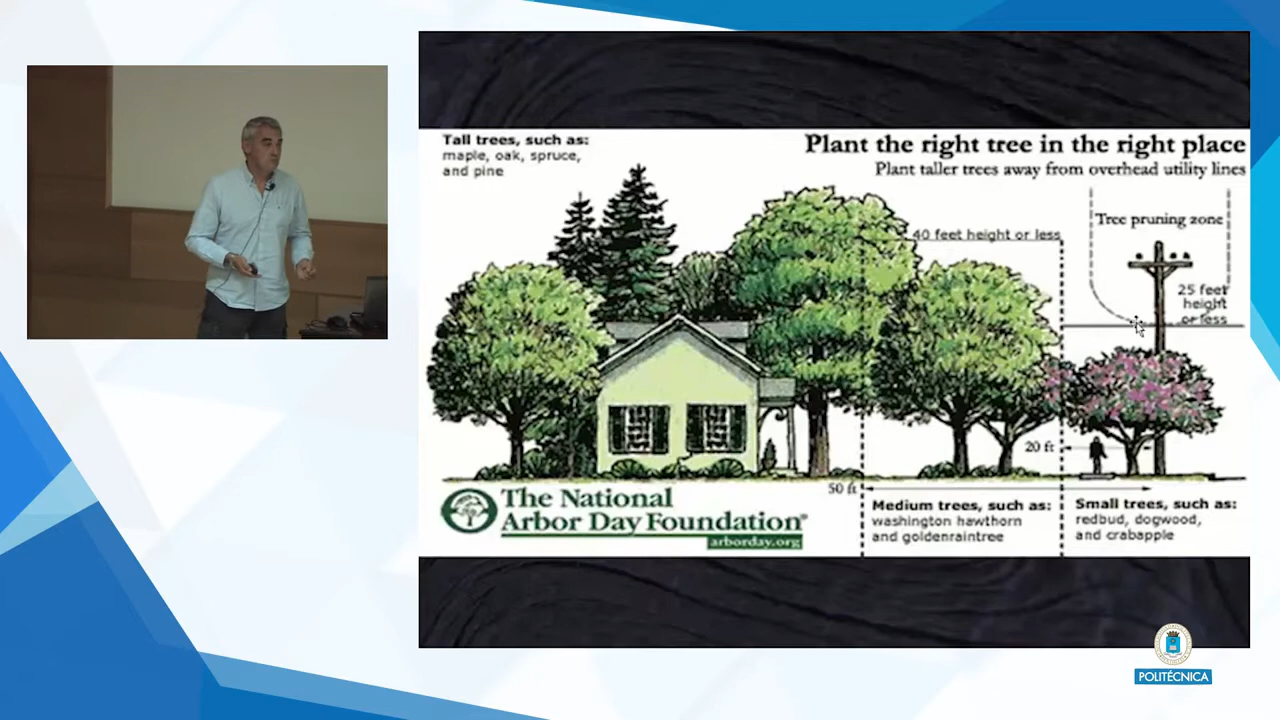 Tall trees, such as:
maple, oak, spruce,
and pine
Plant the right tree in the right place
Plant taller trees away from overhead utility lines
Tree pruning zone
40 feet height or less
25 feet
height
or less
20 ft
50 ft
The National
Arbor Day Foundation®
arborday.org
Medium trees, such as:
washington hawthorn
and goldenraintree
Small trees, such as:
redbud, dogwood,
and crabapple
POLITÉCNICA